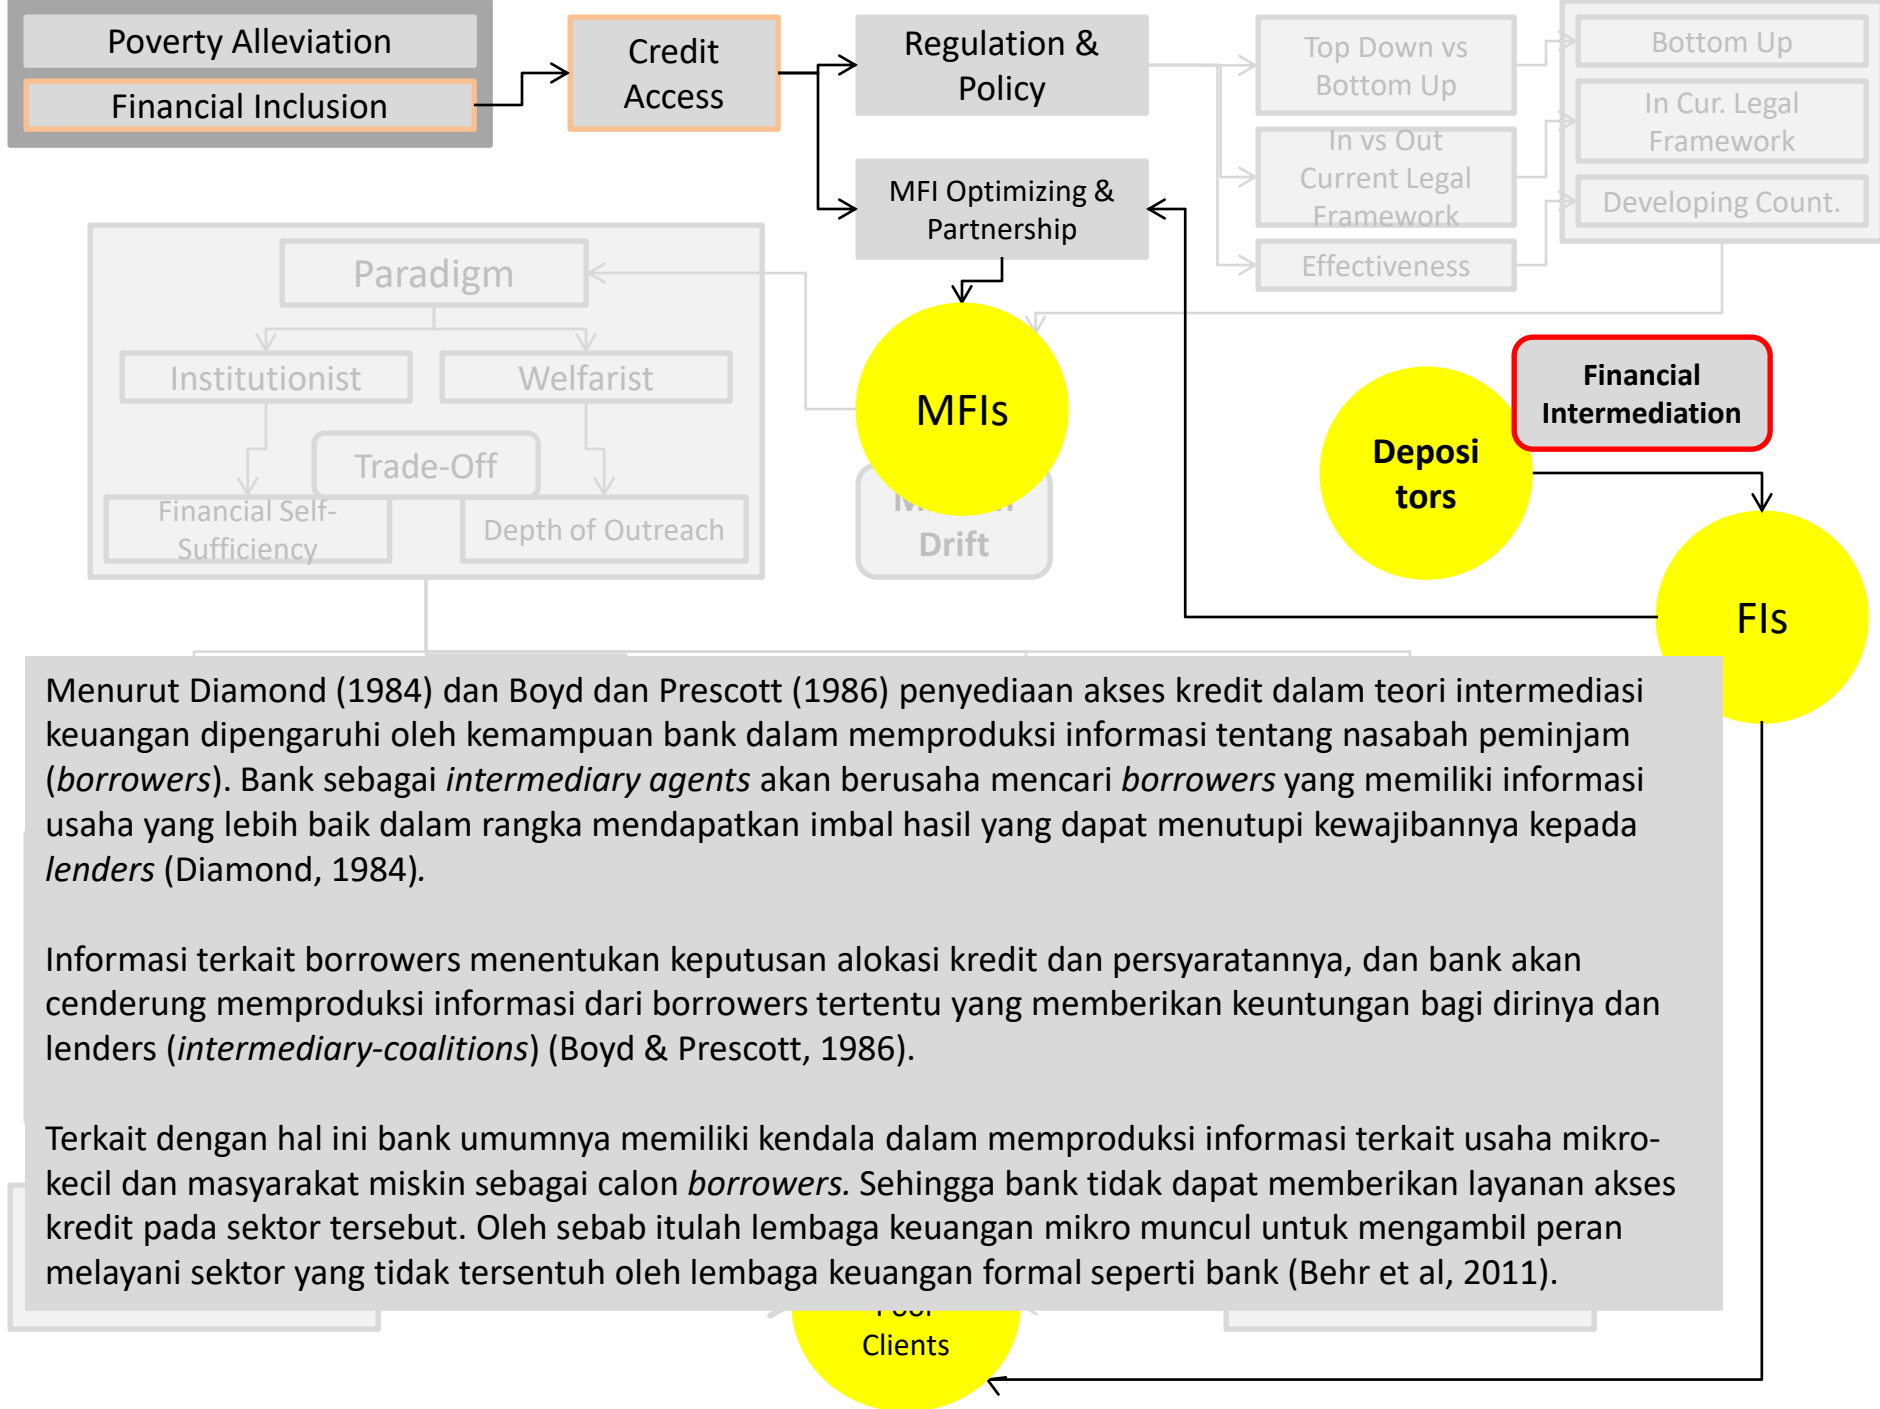 Poverty Alleviation
Financial Inclusion
Credit
Access
Regulation &
Policy
MFI Optimizing &
Partnership
Top Down vs
Bottom Up
In vs Out
Current Legal
Framework
Effectiveness
Bottom Up
In Cur. Legal
Framework
Developing Count.
Paradigm
Institutionist
Welfarist
Trade-Off
Financial Self-
Sufficiency
Depth of Outreach
MFIs
Drift
Financial
Intermediation
Deposi
tors
FIs
Menurut Diamond (1984) dan Boyd dan Prescott (1986) penyediaan akses kredit dalam teori intermediasi
keuangan dipengaruhi oleh kemampuan bank dalam memproduksi informasi tentang nasabah peminjam
(borrowers). Bank sebagai intermediary agents akan berusaha mencari borrowers yang memiliki informasi
usaha yang lebih baik dalam rangka mendapatkan imbal hasil yang dapat menutupi kewajibannya kepada
lenders (Diamond, 1984).
Informasi terkait borrowers menentukan keputusan alokasi kredit dan persyaratannya, dan bank akan
cenderung memproduksi informasi dari borrowers tertentu yang memberikan keuntungan bagi dirinya dan
lenders (intermediary-coalitions) (Boyd & Prescott, 1986).
Terkait dengan hal ini bank umumnya memiliki kendala dalam memproduksi informasi terkait usaha mikro-
kecil dan masyarakat miskin sebagai calon borrowers. Sehingga bank tidak dapat memberikan layanan akses
kredit pada sektor tersebut. Oleh sebab itulah lembaga keuangan mikro muncul untuk mengambil peran
melayani sektor yang tidak tersentuh oleh lembaga keuangan formal seperti bank (Behr et al, 2011).
Poor
Clients